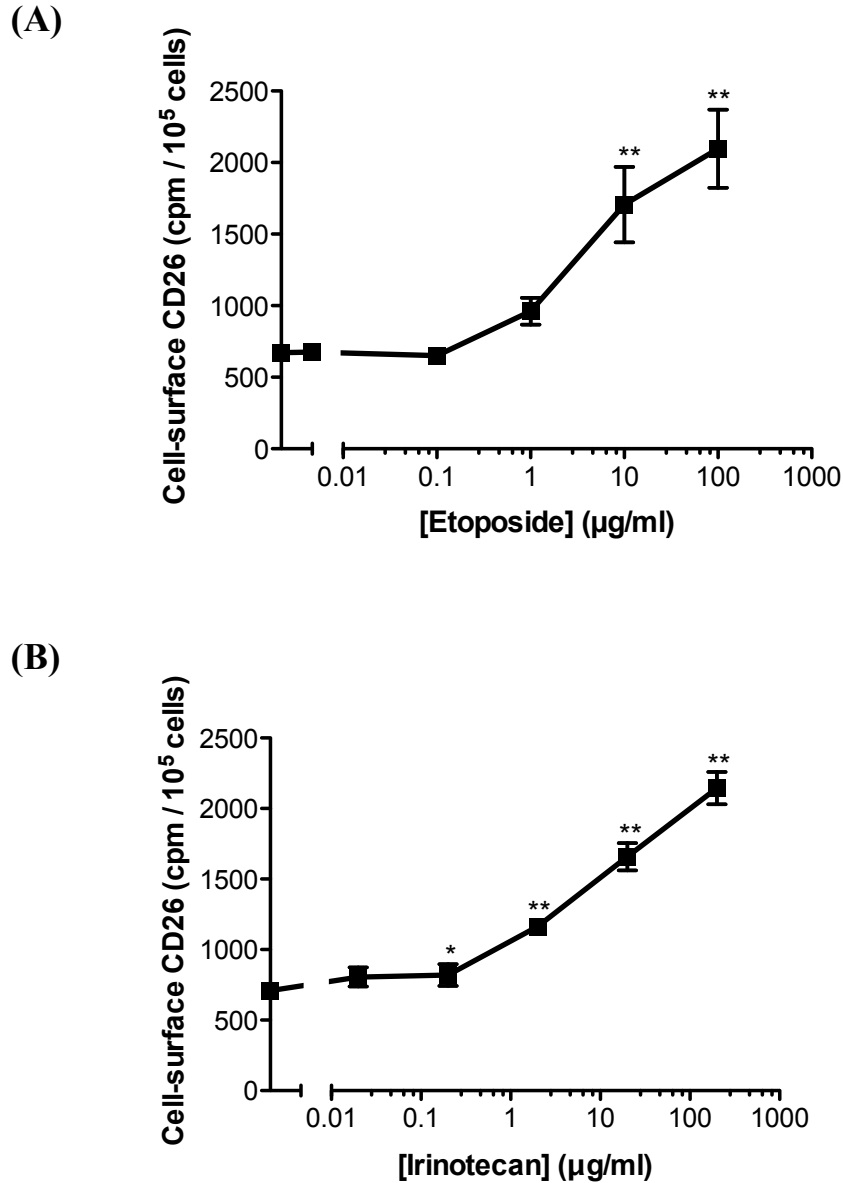 (A)
Cell-surface CD26 (cpm / 10⁵ cells)
2500
2000
1500
1000
500
0
**
**
0.01 0.1 1 10 100 1000
[Etoposide] (µg/ml)
(B)
Cell-surface CD26 (cpm / 10⁵ cells)
2500
2000
1500
1000
500
0
*
**
**
**
0.01 0.1 1 10 100 1000
[Irinotecan] (µg/ml)